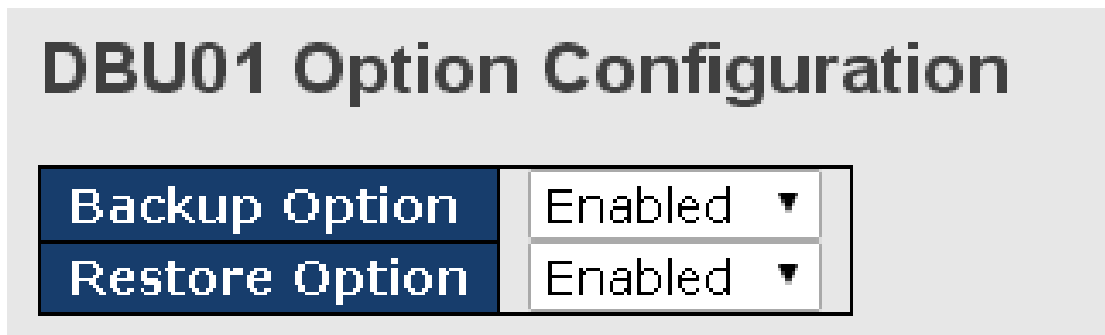 DBU01 Option Configuration
Backup Option Enabled
Restore Option Enabled